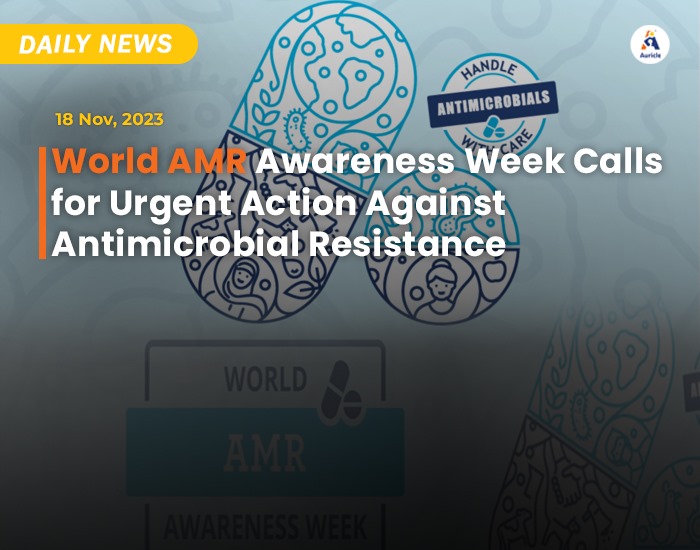 DAILY NEWS
Auricle
HANDLE
ANTIMICROBIALS
WITH CARE
18 Nov, 2023
World AMR Awareness Week Calls
for Urgent Action Against
Antimicrobial Resistance
WORLD
AMR
AWARENESS WEEK